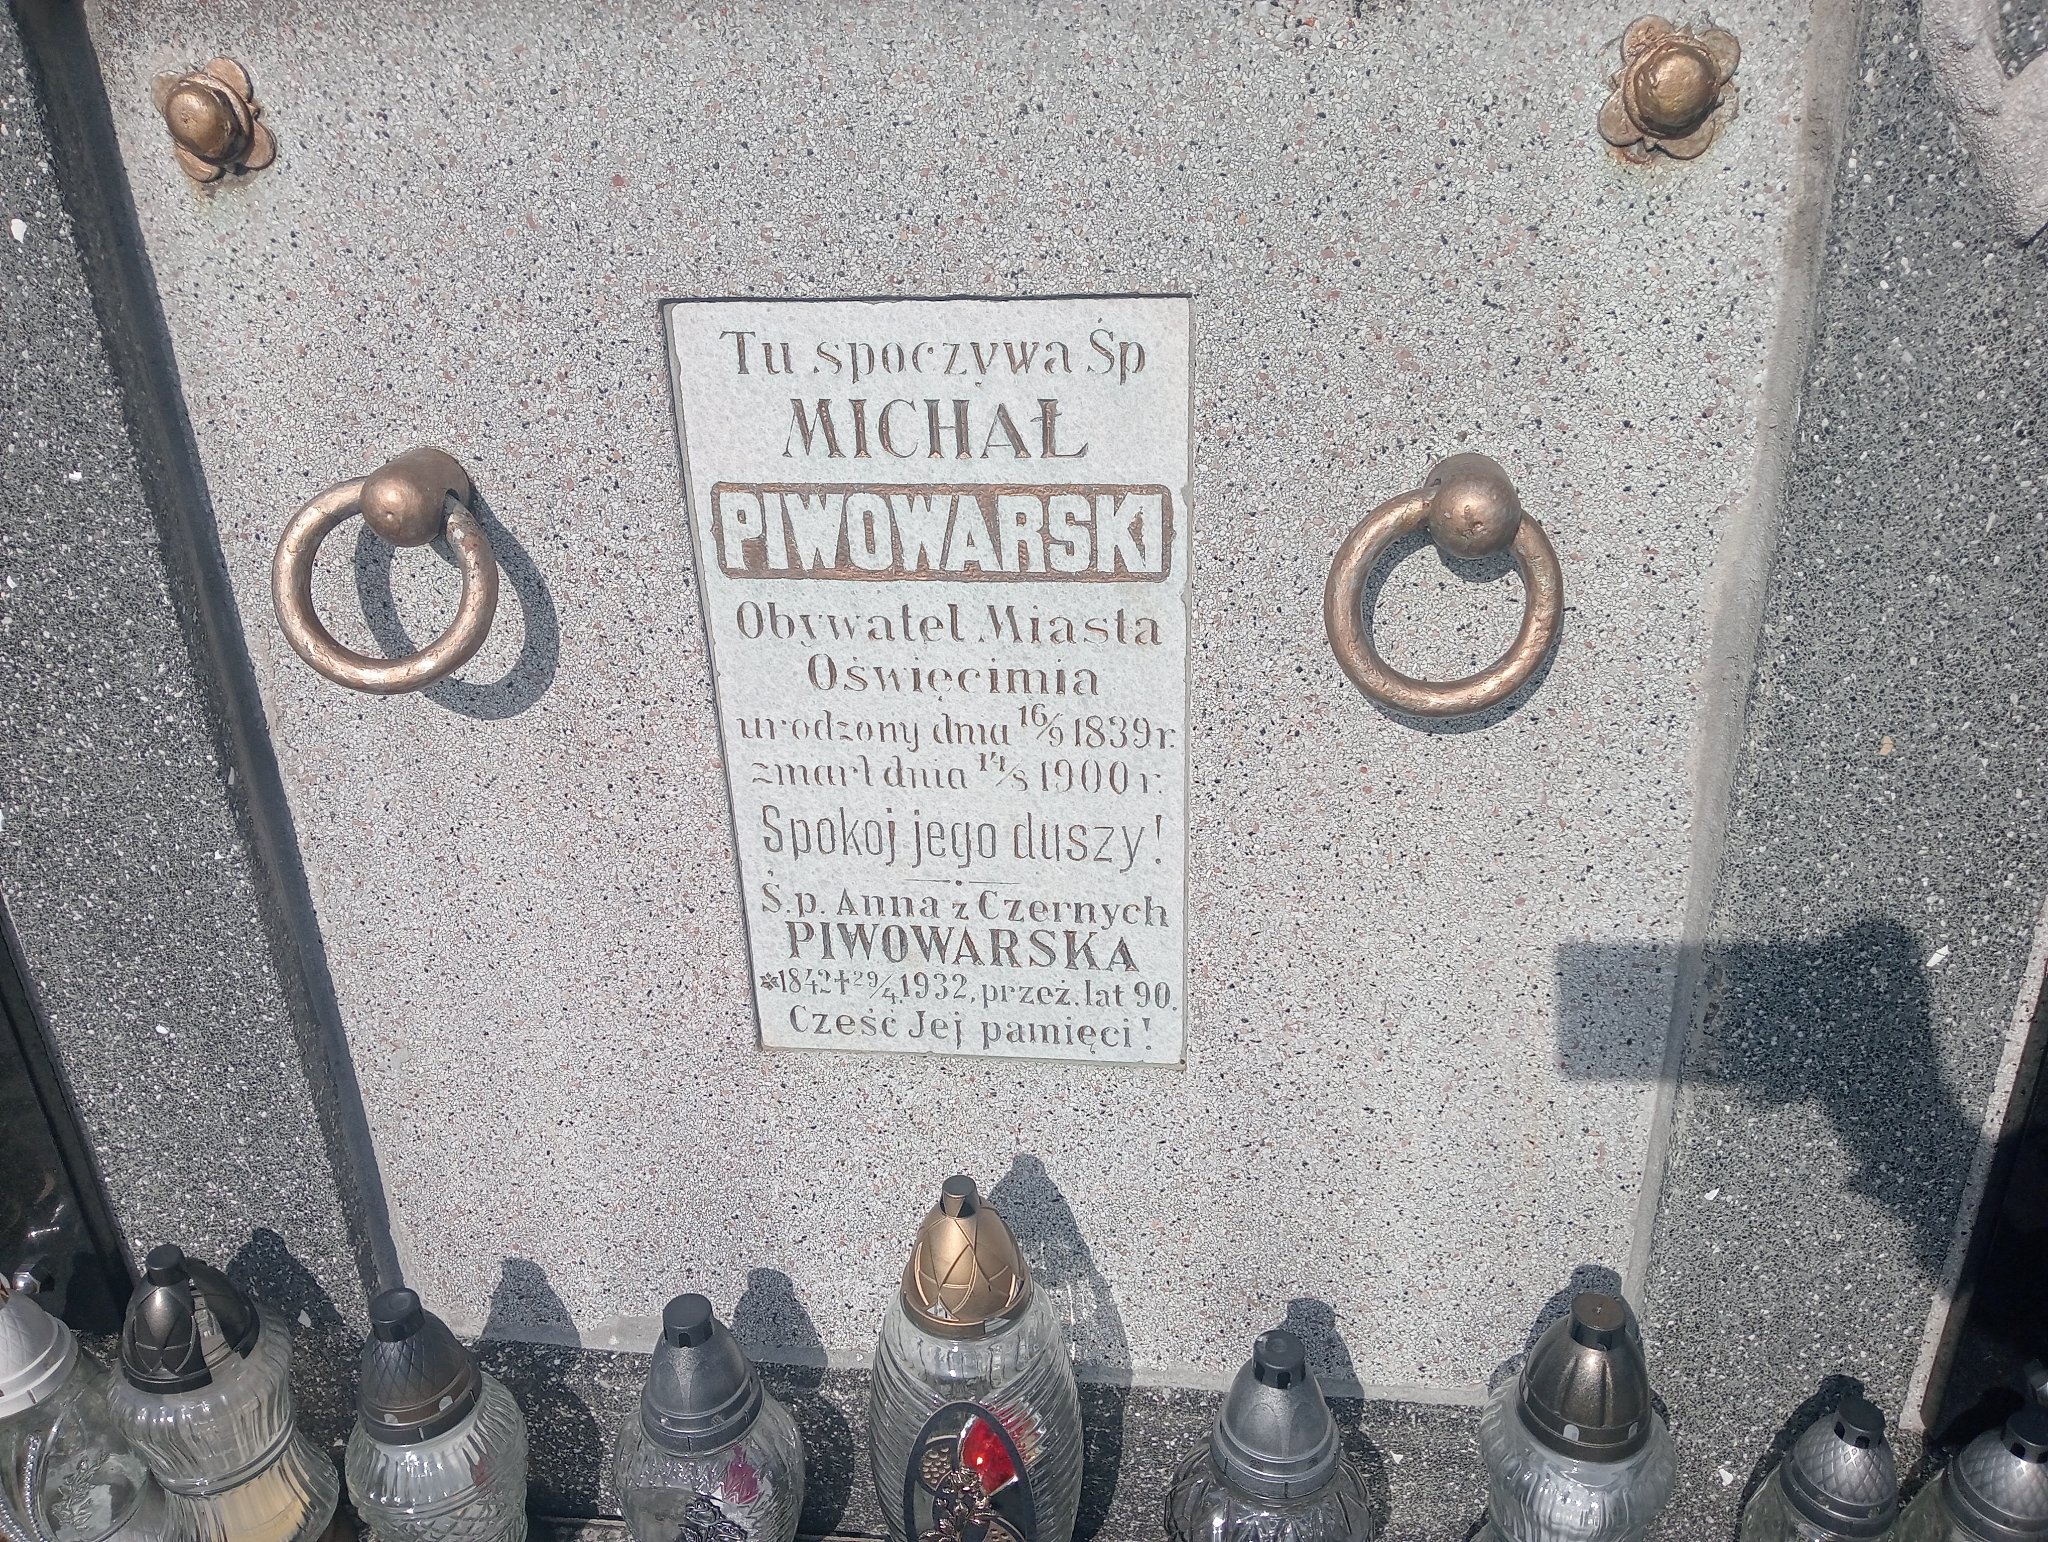 Tu spoczywa Śp
MICHAŁ
PIWOWARSKI
Obywatel Miasta
Oświęcimia
urodzony dnia 16/9 1839 r.
zmarł dnia 14/8 1900 r.
Spokoj jego duszy!
Ś.p. Anna z Czernych
PIWOWARSKA
*1842 † 29/4. 1932, przeż. lat 90.
Cześć Jej pamięci!